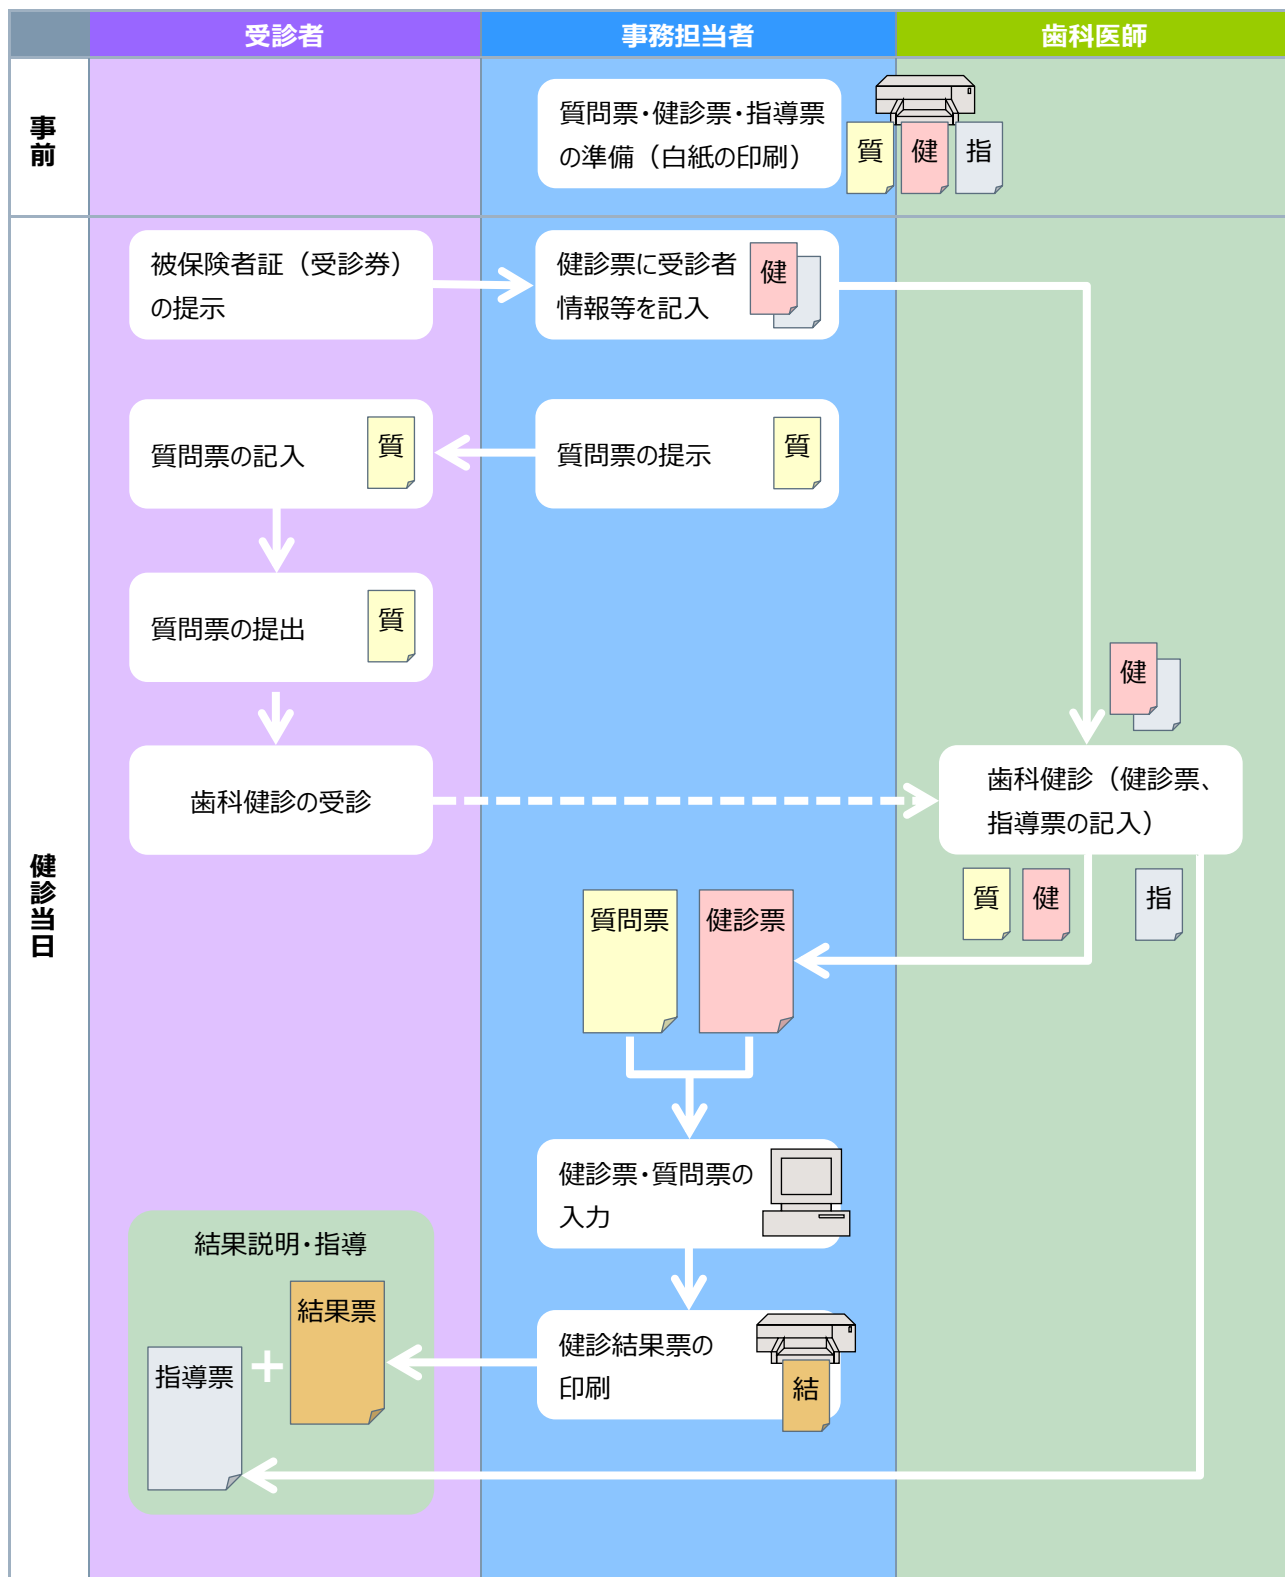 受診者
事務担当者
歯科医師
事前
質問票・健診票・指導票
の準備（白紙の印刷）
質
健
指
健診当日
被保険者証（受診券）
の提示
健診票に受診者
情報等を記入
健
質問票の記入
質
質問票の提示
質
質問票の提出
質
健
歯科健診の受診
歯科健診（健診票、
指導票の記入）
質
健
指
質問票
健診票
健診票・質問票の
入力
結果説明・指導
結果票
＋
指導票
健診結果票の
印刷
結